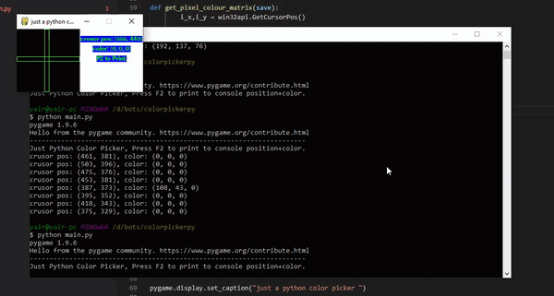 .py
39 def get_pixel_colour_matrix(save):
i_x,i_y = win32api.GetCursorPos()
just a python c...
crusor pos: (666, 440)
color: (0, 0, 0)
F2 to Print
: (192, 137, 76)
/colorpickerpy
Hello from the pygame community. https://www.pygame.org/contribute.html
Just Python Color Picker, Press F2 to print to console position+color.
yair@yair-pc MINGW64 /d/bots/colorpickerpy
$ python main.py
pygame 1.9.6
Hello from the pygame community. https://www.pygame.org/contribute.html
Just Python Color Picker, Press F2 to print to console position+color.
crusor pos: (461, 381), color: (0, 0, 0)
crusor pos: (503, 396), color: (0, 0, 0)
crusor pos: (475, 376), color: (0, 0, 0)
crusor pos: (453, 381), color: (0, 0, 0)
crusor pos: (387, 373), color: (108, 43, 0)
crusor pos: (395, 352), color: (0, 0, 0)
crusor pos: (418, 343), color: (0, 0, 0)
crusor pos: (375, 329), color: (0, 0, 0)
yair@yair-pc MINGW64 /d/bots/colorpickerpy
$ python main.py
pygame 1.9.6
Hello from the pygame community. https://www.pygame.org/contribute.html
Just Python Color Picker, Press F2 to print to console position+color.
69 pygame.display.set_caption("just a python color picker ")